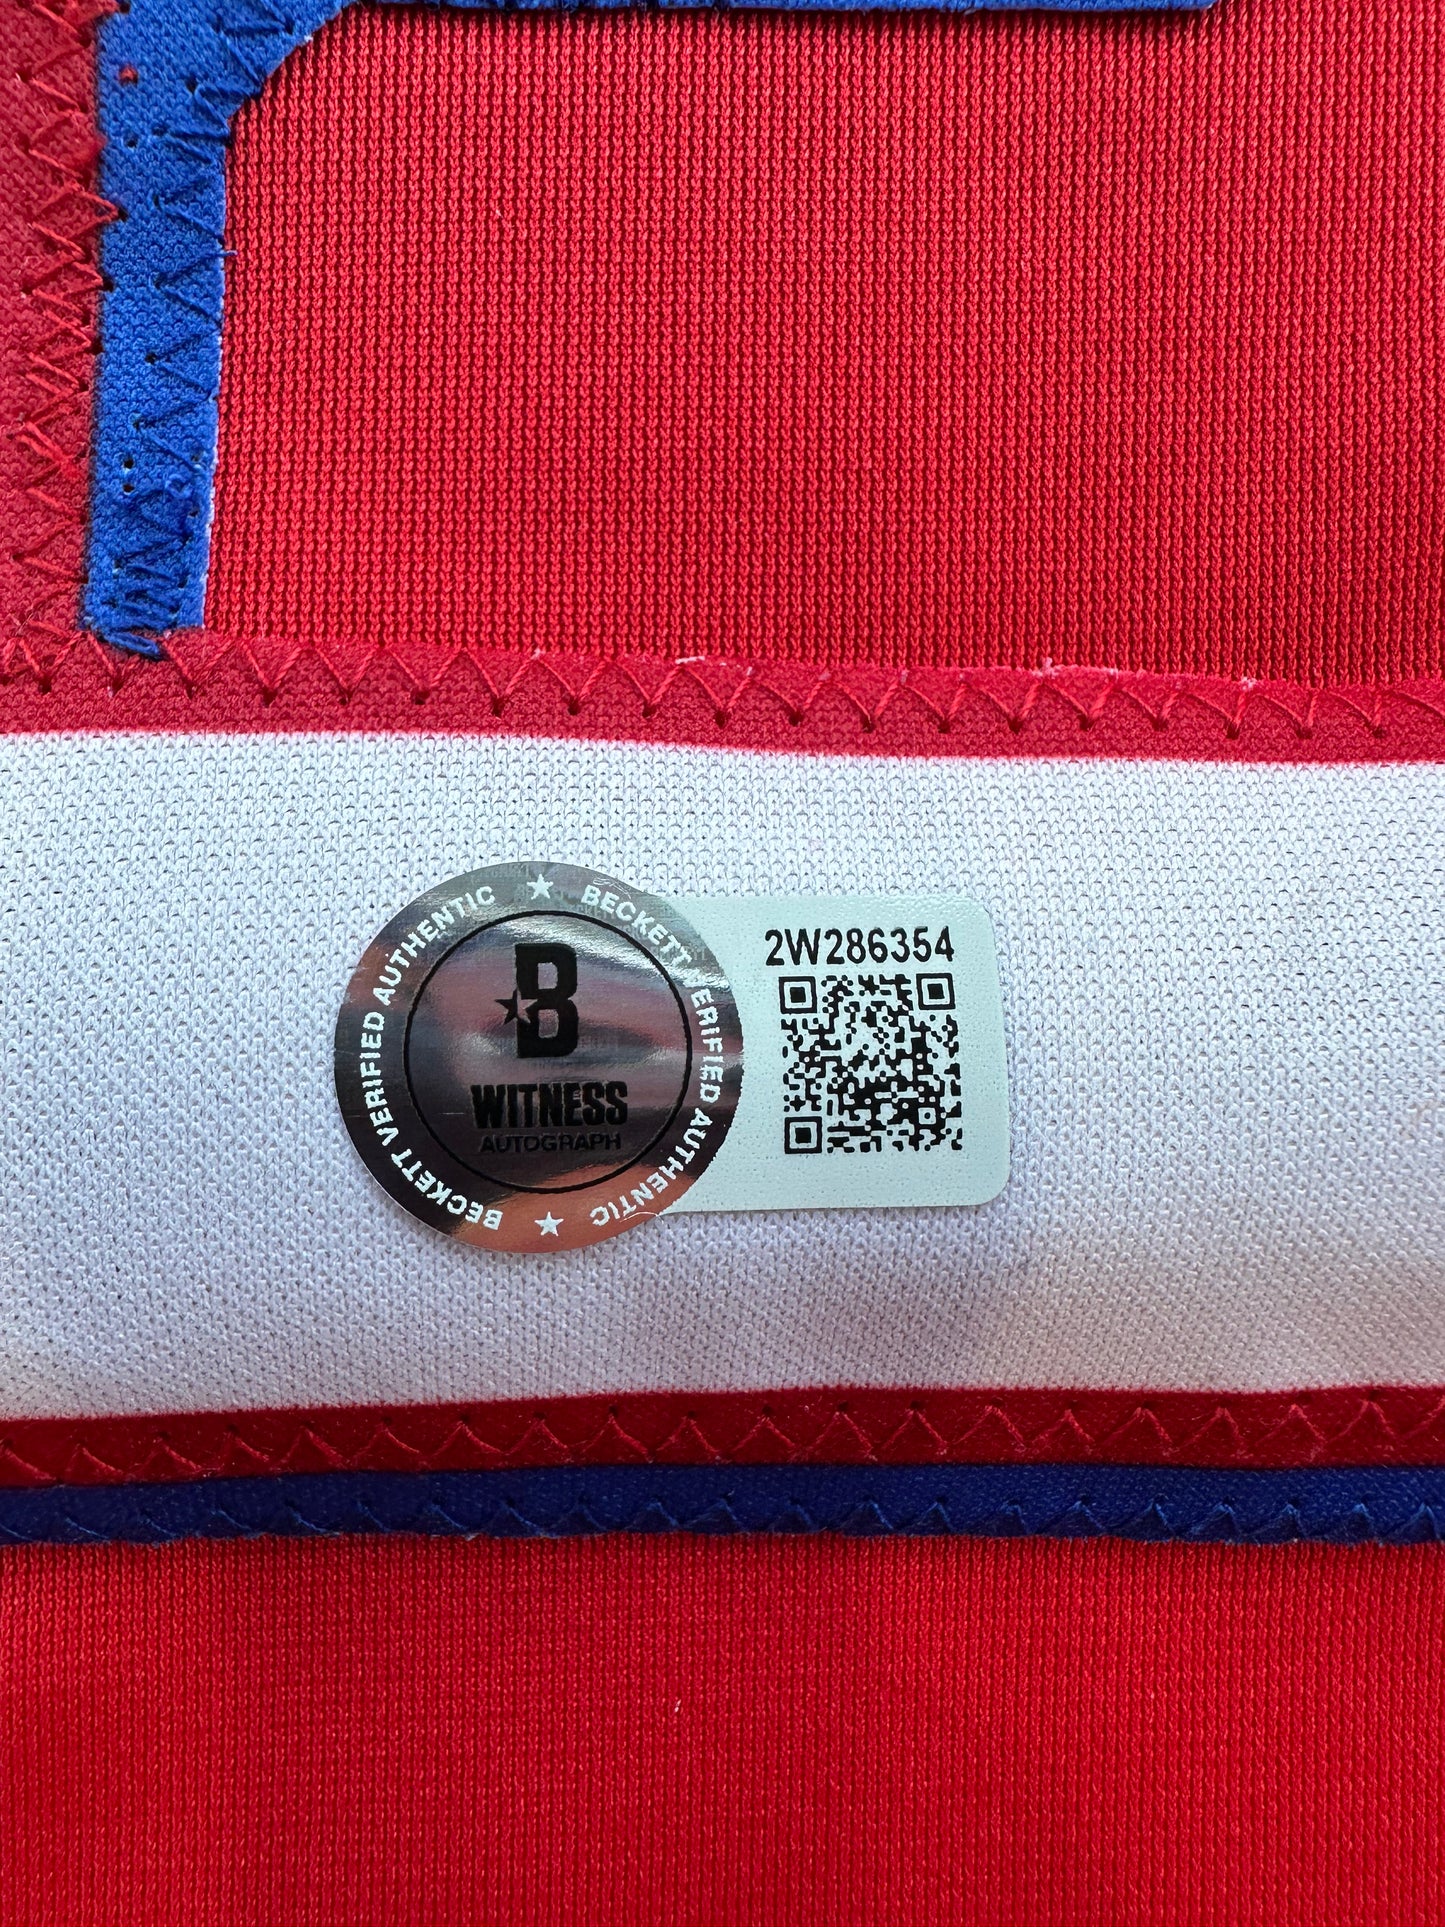 BECKETT VERIFIED AUTHENTIC ★ BECKETT VERIFIED AUTHENTIC ★
B
WITNESS
AUTOGRAPH
2W286354